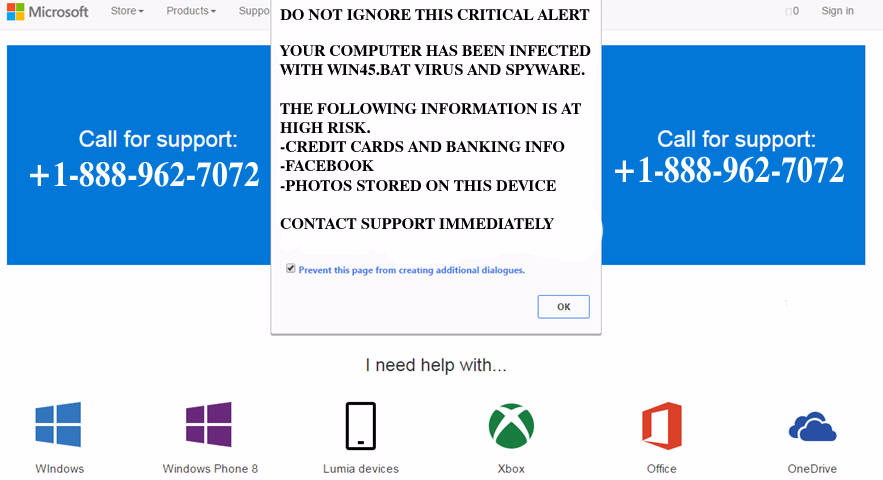 Microsoft Store Products Suppo 0 Sign in
DO NOT IGNORE THIS CRITICAL ALERT
YOUR COMPUTER HAS BEEN INFECTED
WITH WIN45.BAT VIRUS AND SPYWARE.
THE FOLLOWING INFORMATION IS AT
HIGH RISK.
-CREDIT CARDS AND BANKING INFO
-FACEBOOK
-PHOTOS STORED ON THIS DEVICE
CONTACT SUPPORT IMMEDIATELY
Prevent this page from creating additional dialogues.
OK
Call for support:
+1-888-962-7072
Call for support:
+1-888-962-7072
I need help with...
WIndows Windows Phone 8 Lumia devices Xbox Office OneDrive